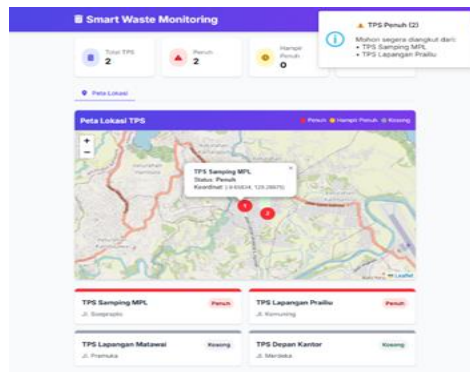 Smart Waste Monitoring
TPS Penuh (2)
Mohon segera diangkut dari:
• TPS Samping MPL
• TPS Lapangan Prailiu
Total TPS
2
Penuh
2
Hampir Penuh
0
Peta Lokasi
Peta Lokasi TPS
Penuh Hampir Penuh Kosong
+
−
TPS Samping MPL
Status: Penuh
×
1
2
Leaflet
TPS Samping MPL Penuh
Jl. Soeprapto
TPS Lapangan Prailiu Penuh
Jl. Kemuning
TPS Lapangan Matawai Kosong
Jl. Pramuka
TPS Depan Kantor Kosong
Jl. Merdeka